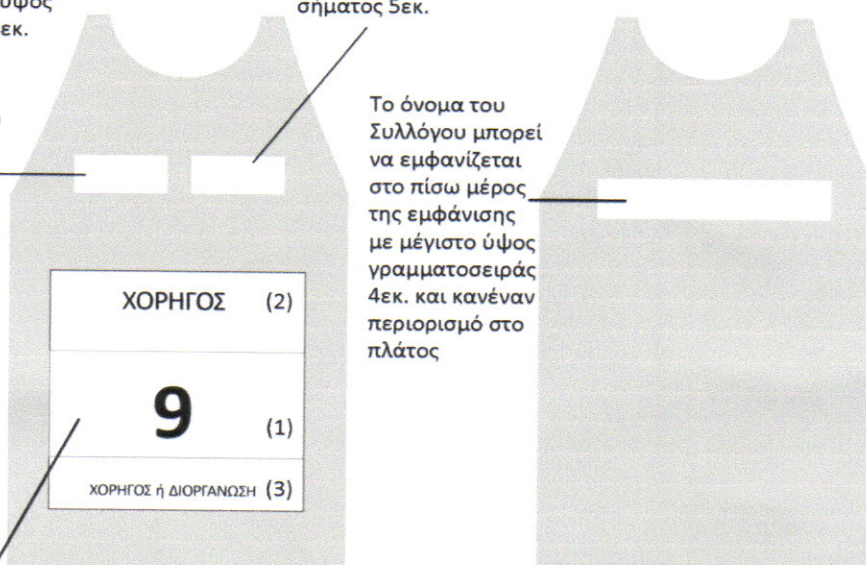 ύψος
εκ.
σήματος 5εκ.
Το όνομα του
Συλλόγου μπορεί
να εμφανίζεται
στο πίσω μέρος
της εμφάνισης
με μέγιστο ύψος
γραμματοσειράς
4εκ. και κανέναν
περιορισμό στο
πλάτος
ΧΟΡΗΓΟΣ (2)
9 (1)
ΧΟΡΗΓΟΣ ή ΔΙΟΡΓΑΝΩΣΗ (3)